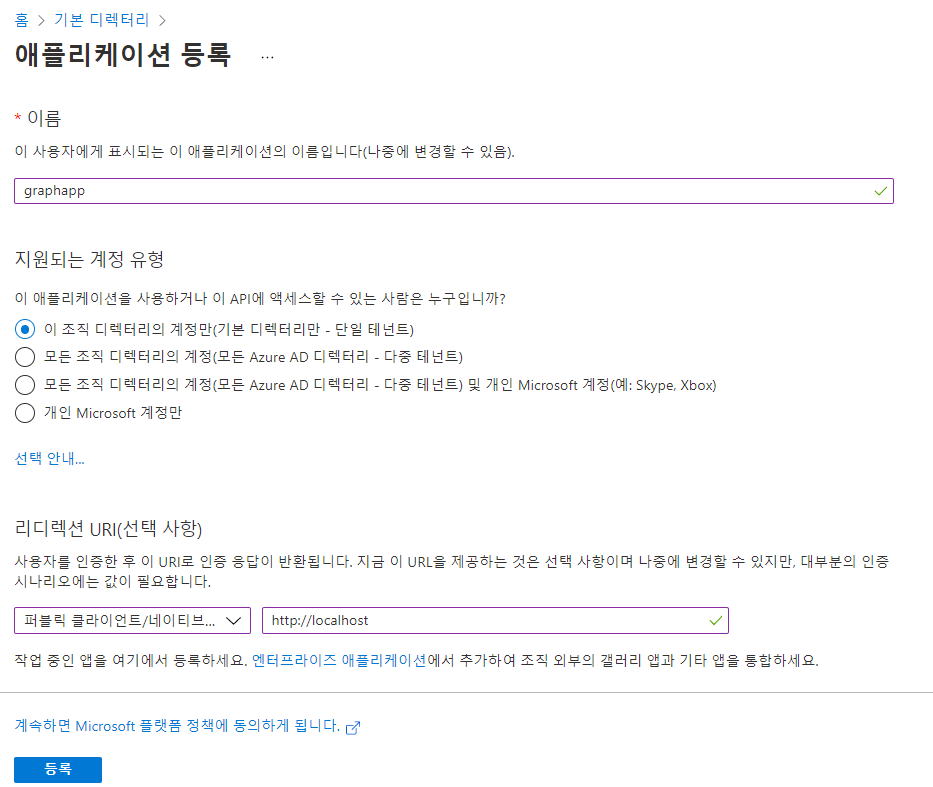 홈 > 기본 디렉터리 >
애플리케이션 등록 ...
* 이름
이 사용자에게 표시되는 이 애플리케이션의 이름입니다(나중에 변경할 수 있음).
graphapp
지원되는 계정 유형
이 애플리케이션을 사용하거나 이 API에 액세스할 수 있는 사람은 누구입니까?
이 조직 디렉터리의 계정만(기본 디렉터리만 - 단일 테넌트)
모든 조직 디렉터리의 계정(모든 Azure AD 디렉터리 - 다중 테넌트)
모든 조직 디렉터리의 계정(모든 Azure AD 디렉터리 - 다중 테넌트) 및 개인 Microsoft 계정(예: Skype, Xbox)
개인 Microsoft 계정만
선택 안내...
리디렉션 URI(선택 사항)
사용자를 인증한 후 이 URI로 인증 응답이 반환됩니다. 지금 이 URL을 제공하는 것은 선택 사항이며 나중에 변경할 수 있지만, 대부분의 인증
시나리오에는 값이 필요합니다.
퍼블릭 클라이언트/네이티브... http://localhost
작업 중인 앱을 여기에서 등록하세요. 엔터프라이즈 애플리케이션에서 추가하여 조직 외부의 갤러리 앱과 기타 앱을 통합하세요.
계속하면 Microsoft 플랫폼 정책에 동의하게 됩니다.
등록